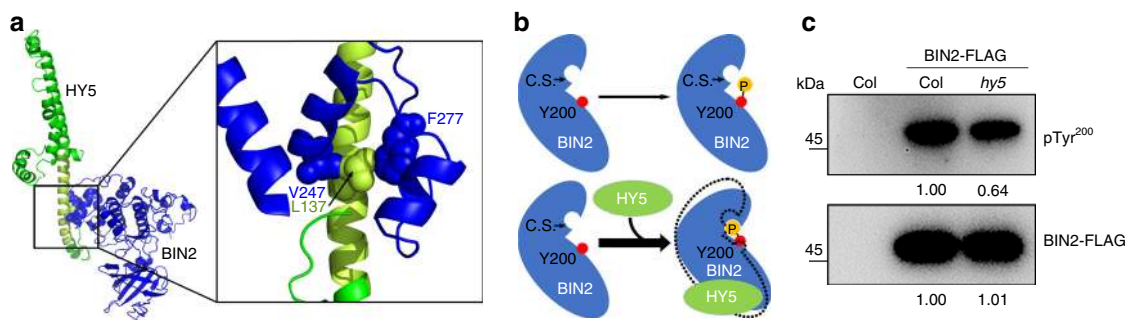 a
HY5
BIN2
F277
V247
L137
b
C.S.
Y200
BIN2
C.S.
P
Y200
BIN2
HY5
C.S.
Y200
BIN2
P
Y200
BIN2
HY5
c
BIN2-FLAG
kDa Col Col hy5
45 pTyr200
1.00 0.64
45 BIN2-FLAG
1.00 1.01